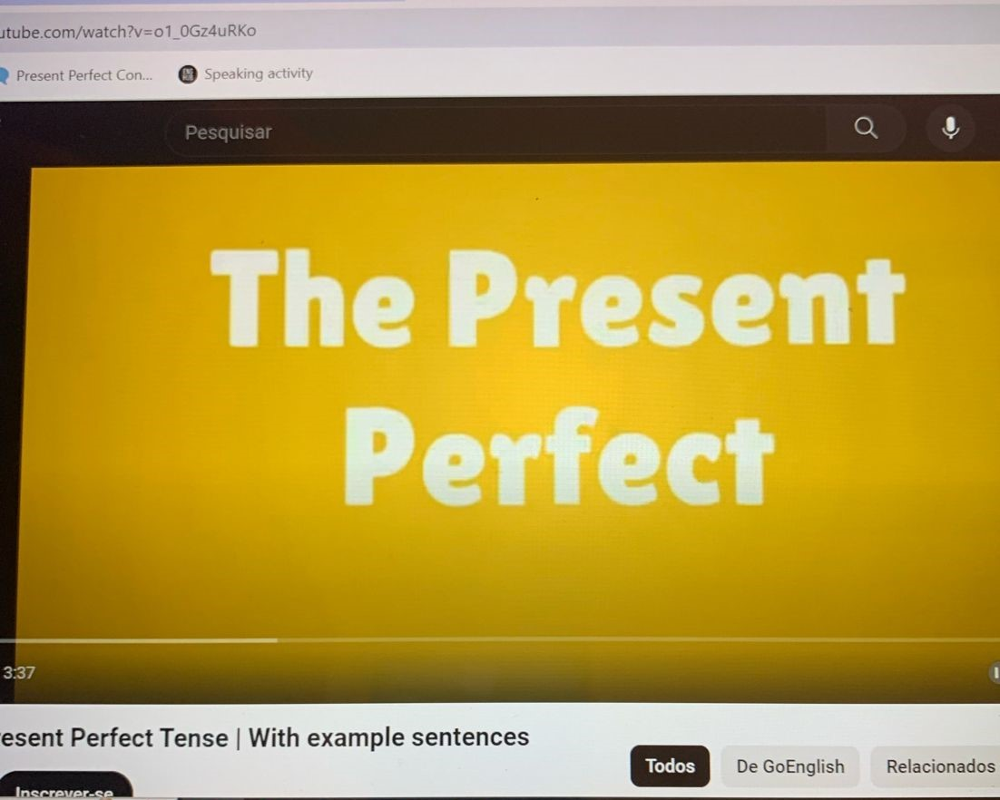 utube.com/watch?v=o1_0Gz4uRKo
Present Perfect Con...
Speaking activity
Pesquisar
The Present
Perfect
3:37
esent Perfect Tense | With example sentences
Todos
De GoEnglish
Relacionados
Inscrever-se